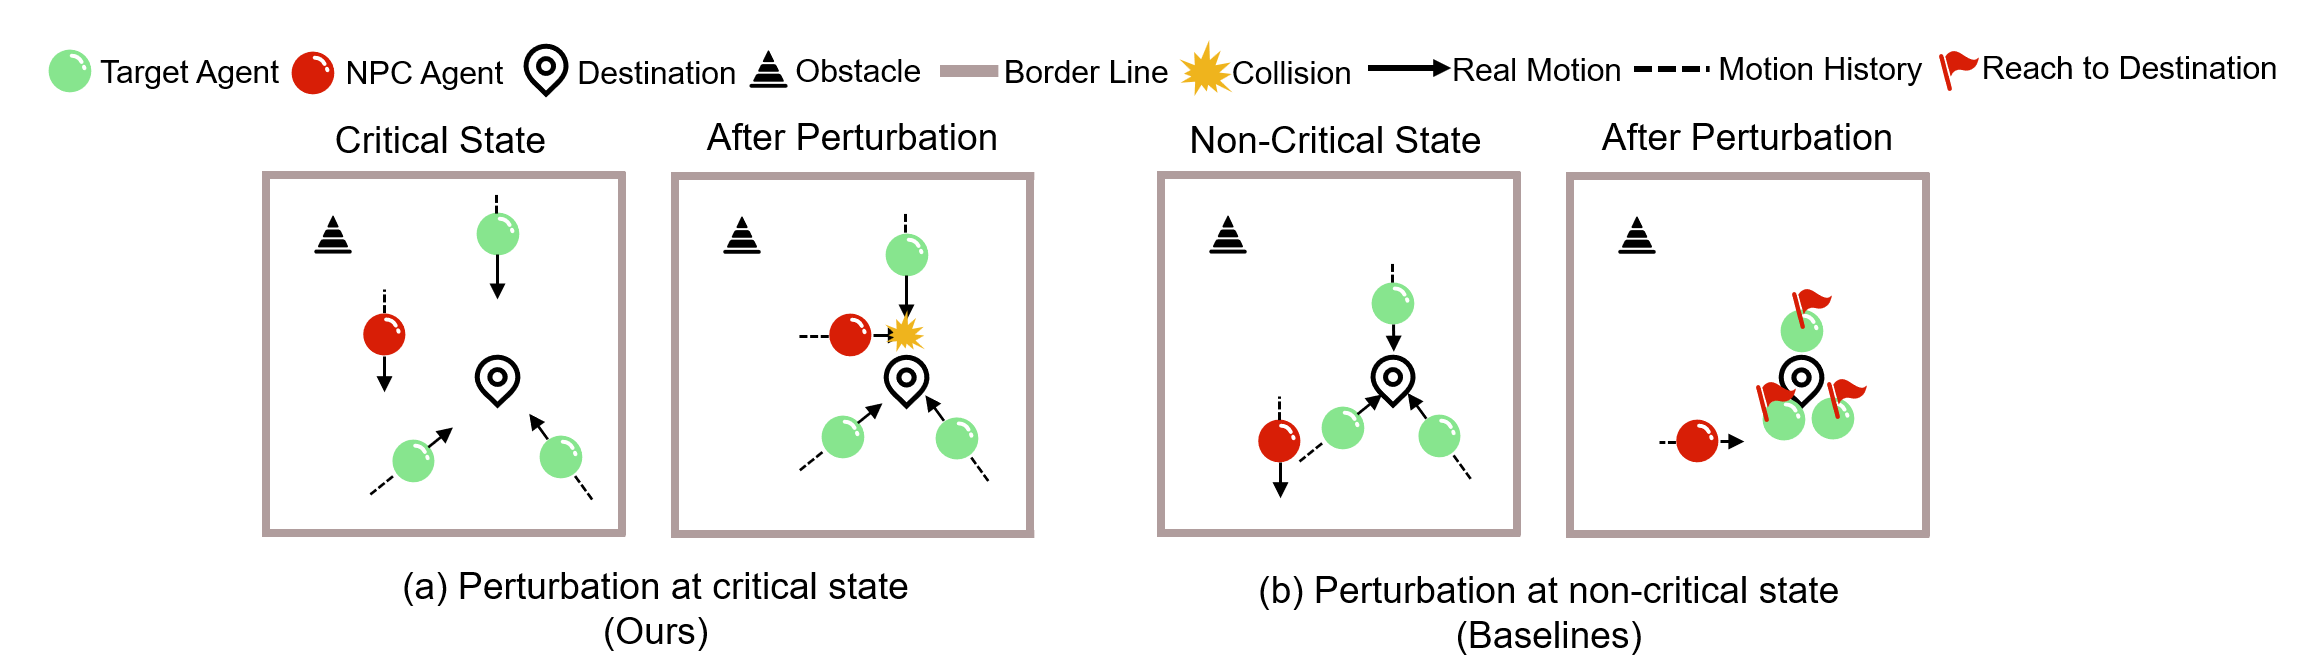 Target Agent NPC Agent Destination Obstacle Border Line Collision Real Motion Motion History Reach to Destination
Critical State After Perturbation Non-Critical State After Perturbation
(a) Perturbation at critical state
(Ours)
(b) Perturbation at non-critical state
(Baselines)